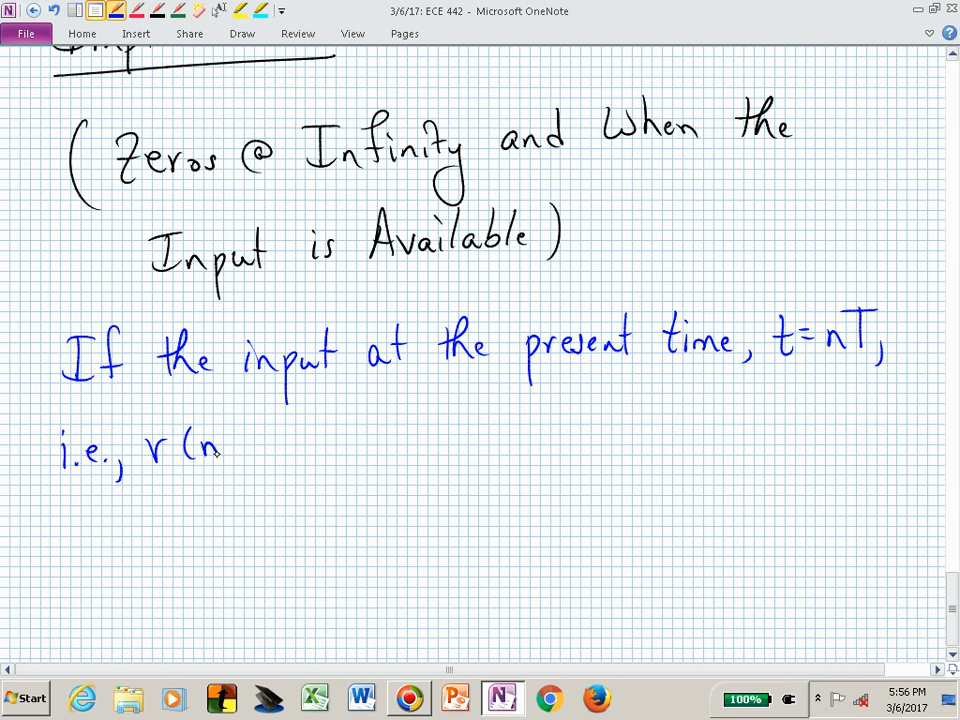 3/6/17: ECE 442 - Microsoft OneNote
File Home Insert Share Draw Review View Pages
(Zeros @ Infinity and When the
Input is Available)
If the input at the present time, t=nT,
i.e., r(n
100%
Start
5:56 PM
3/6/2017